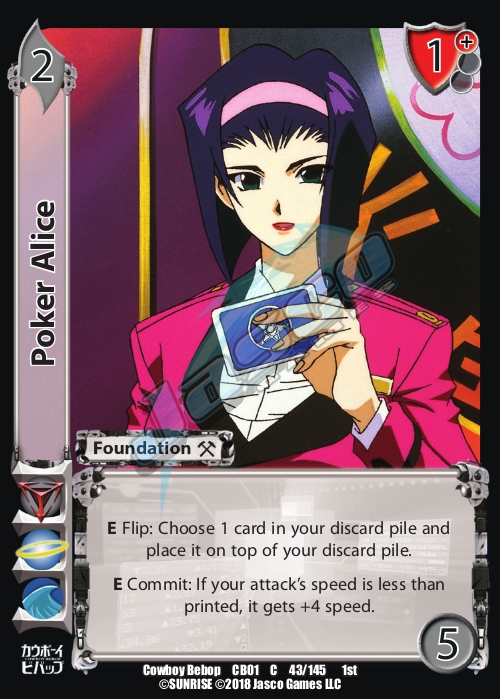 2
1 +
Poker Alice
Foundation
E Flip: Choose 1 card in your discard pile and
place it on top of your discard pile.
E Commit: If your attack's speed is less than
printed, it gets +4 speed.
5
カウボーイ
ビバップ
Cowboy Bebop CB01 C 43/145 1st
©SUNRISE ©2018 Jasco Games LLC